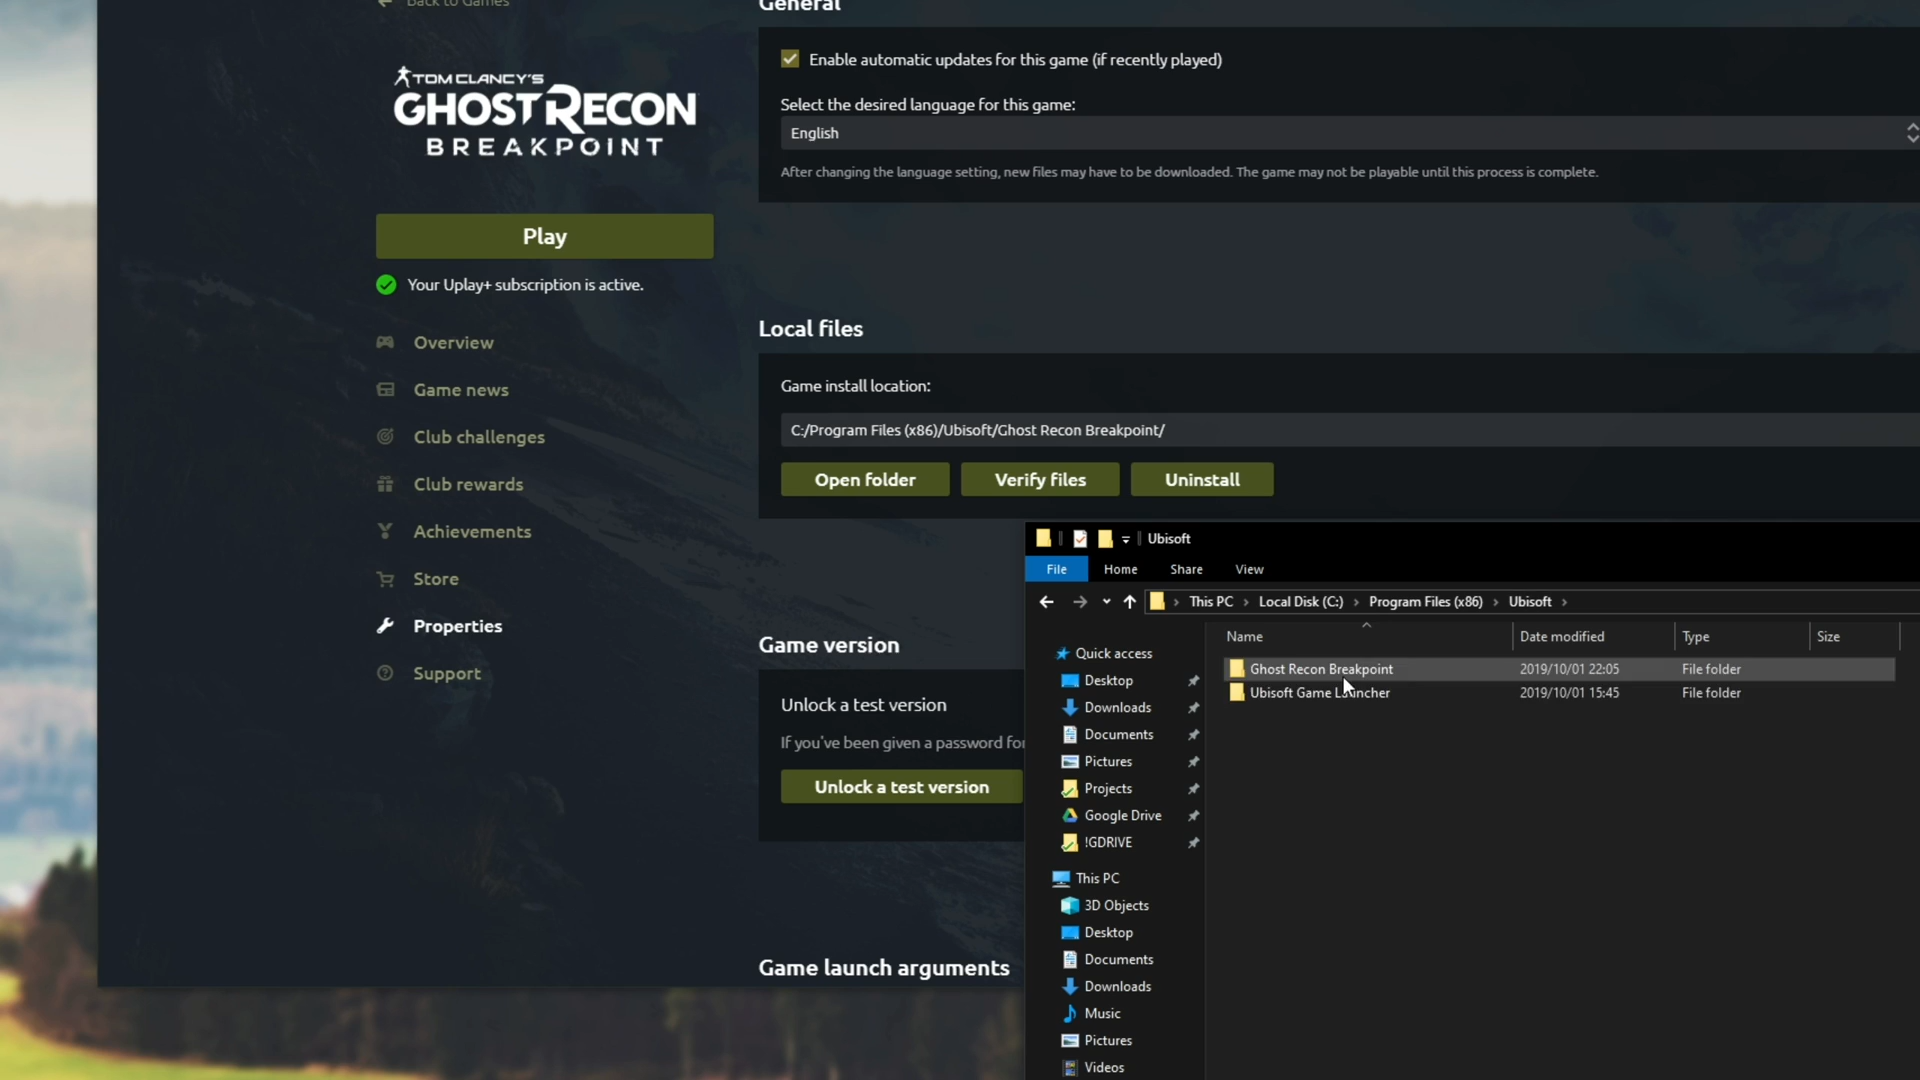 Back to Games
TOM CLANCY'S
GHOST RECON
BREAKPOINT
Play
Your Uplay+ subscription is active.
Overview
Game news
Club challenges
Club rewards
Achievements
Store
Properties
Support
General
Enable automatic updates for this game (if recently played)
Select the desired language for this game:
English
After changing the language setting, new files may have to be downloaded. The game may not be playable until this process is complete.
Local files
Game install location:
C:/Program Files (x86)/Ubisoft/Ghost Recon Breakpoint/
Open folder Verify files Uninstall
Game version
Unlock a test version
If you've been given a password for
Unlock a test version
Game launch arguments
Ubisoft
File Home Share View
This PC Local Disk (C:) Program Files (x86) Ubisoft
Name Date modified Type Size
Ghost Recon Breakpoint 2019/10/01 22:05 File folder
Ubisoft Game Launcher 2019/10/01 15:45 File folder
Quick access
Desktop
Downloads
Documents
Pictures
Projects
Google Drive
!GDRIVE
This PC
3D Objects
Desktop
Documents
Downloads
Music
Pictures
Videos